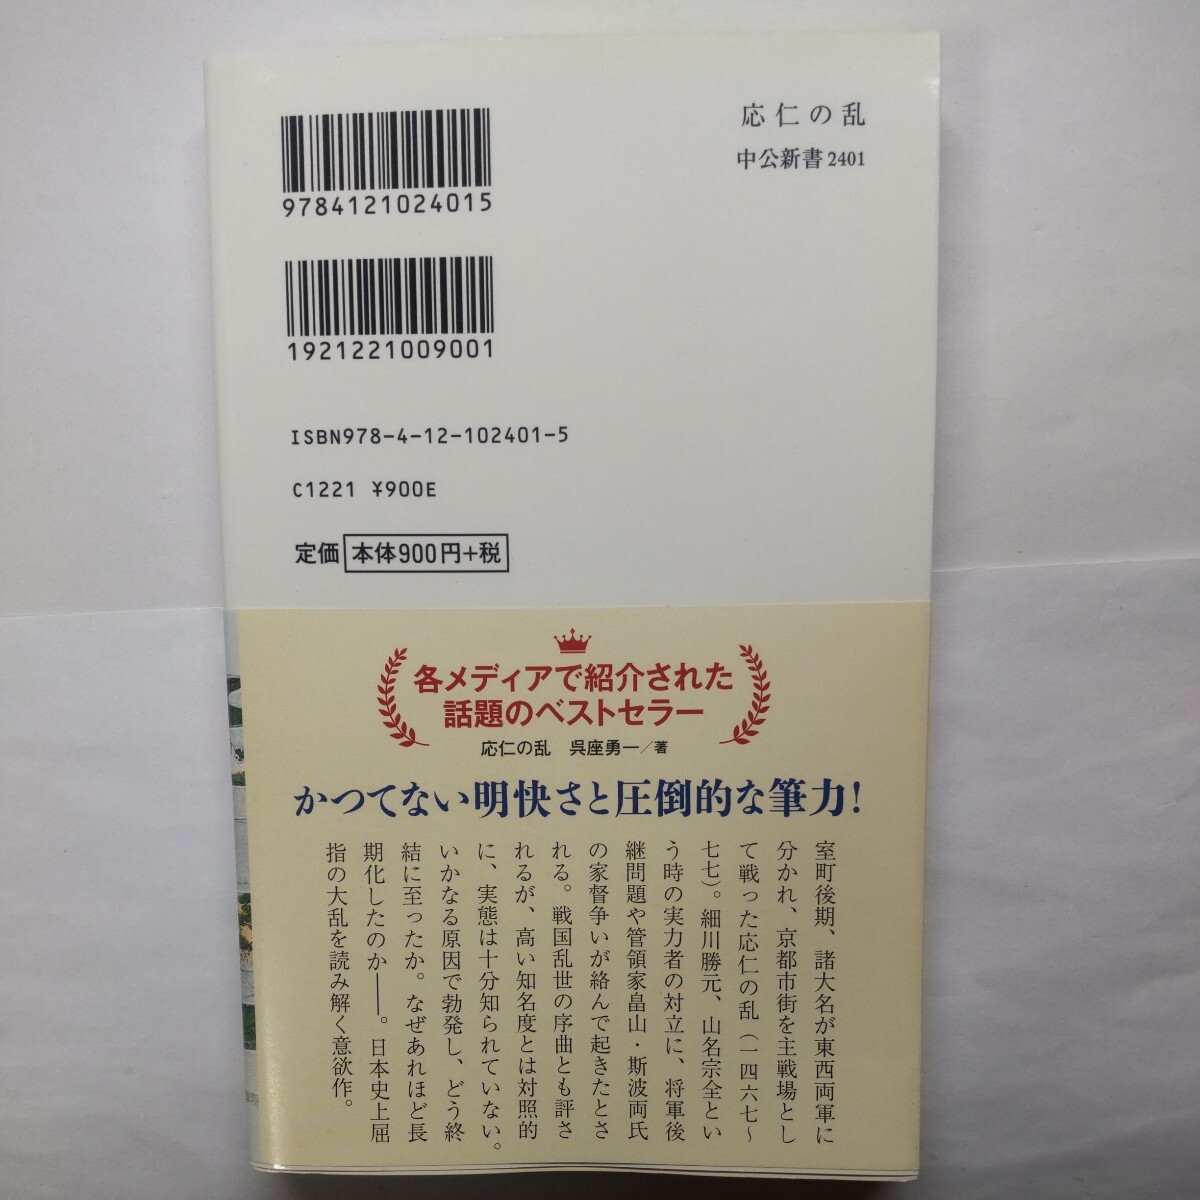 応仁の乱
中公新書2401
9784121024015
1921221009001
ISBN978-4-12-102401-5
C1221 ¥900E
定価 本体900円+税
各メディアで紹介された
話題のベストセラー
応仁の乱 呉座勇一/著
かつてない明快さと圧倒的な筆力!
室町後期、諸大名が東西両軍に
分かれ、京都市街を主戦場とし
て戦った応仁の乱(一四六七〜
七七)。細川勝元、山名宗全とい
う時の実力者の対立に、将軍後
継問題や管領家畠山・斯波両氏
の家督争いが絡んで起きたとさ
れる。戦国乱世の序曲とも評さ
れるが、高い知名度とは対照的
に、実態は十分知られていない。
いかなる原因で勃発し、どう終
結に至ったか。なぜあれほど長
期化したのか――。日本史上屈
指の大乱を読み解く意欲作。